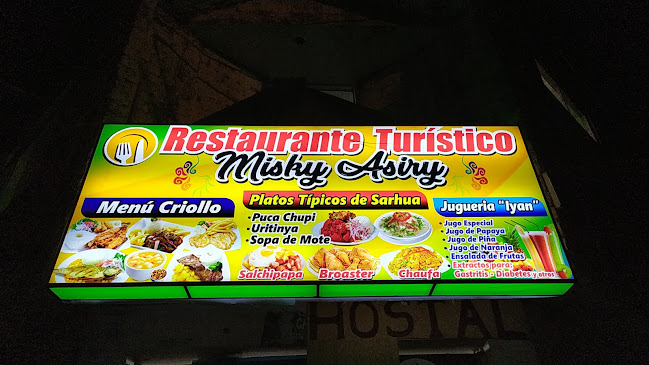 Restaurante Turístico
Misky Asiry
Menú Criollo
Platos Típicos de Sarhua
• Puca Chupi
• Uritinya
• Sopa de Mote
Salchipapa
Broaster
Chaufa
Jugueria "Iyan"
• Jugo Especial
• Jugo de Papaya
• Jugo de Piña
• Jugo de Naranja
• Ensalada de Frutas
• Extractos para:
Gastritis - Diabetes y otros
HOSTAL